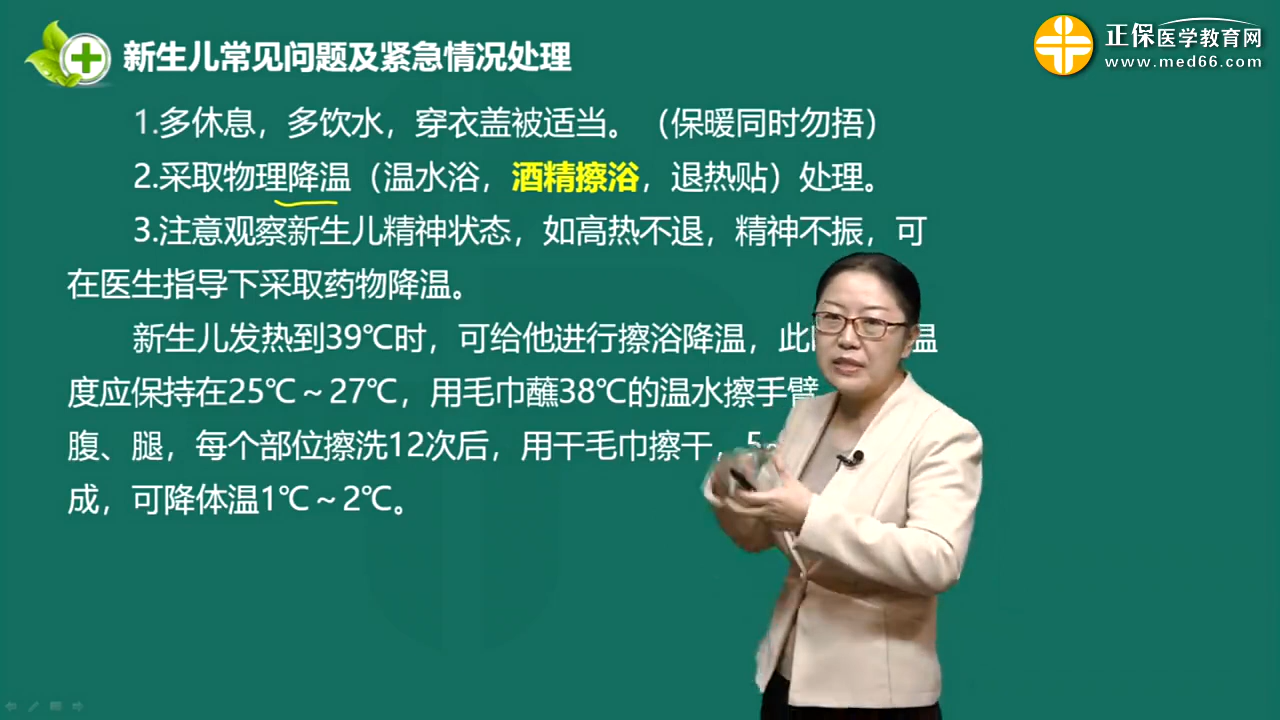 正保医学教育网
www.med66.com
新生儿常见问题及紧急情况处理
1.多休息，多饮水，穿衣盖被适当。（保暖同时勿捂）
2.采取物理降温（温水浴，酒精擦浴，退热贴）处理。
3.注意观察新生儿精神状态，如高热不退，精神不振，可
在医生指导下采取药物降温。
新生儿发热到39℃时，可给他进行擦浴降温，此 温
度应保持在25℃～27℃，用毛巾蘸38℃的温水擦手臂
腹、腿，每个部位擦洗12次后，用干毛巾擦干，5
成，可降体温1℃～2℃。